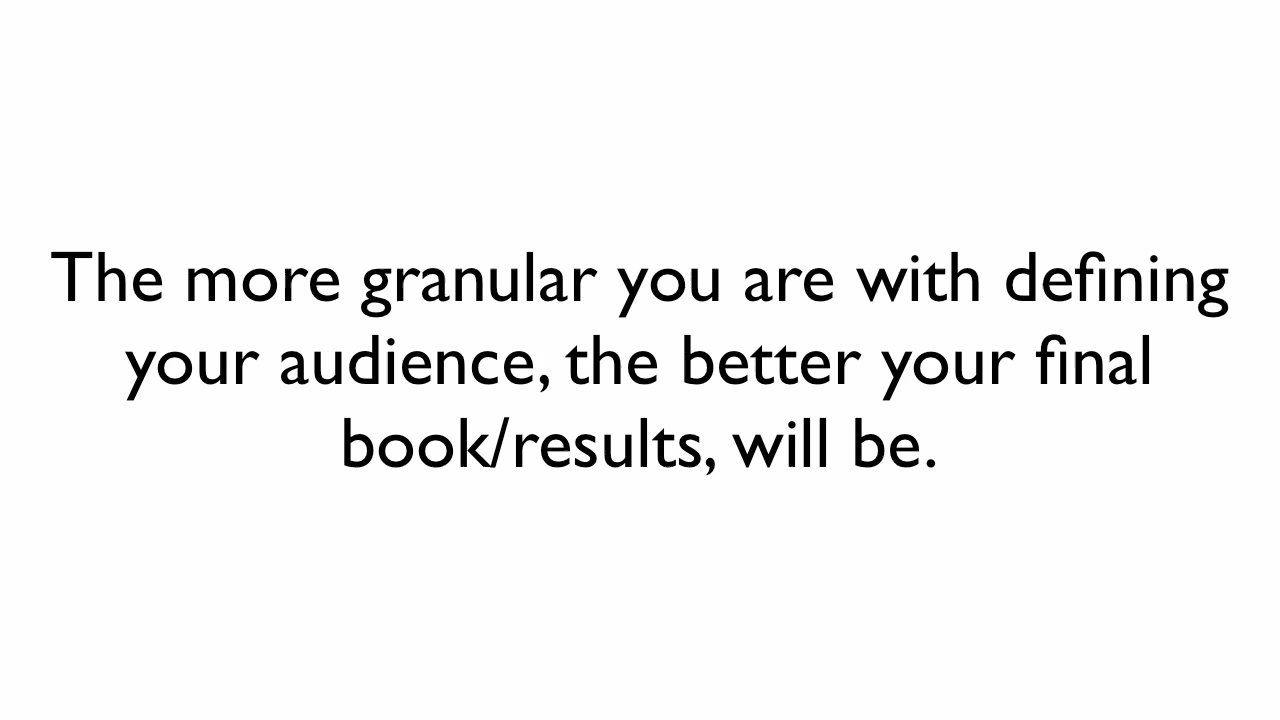 The more granular you are with defining
your audience, the better your final
book/results, will be.